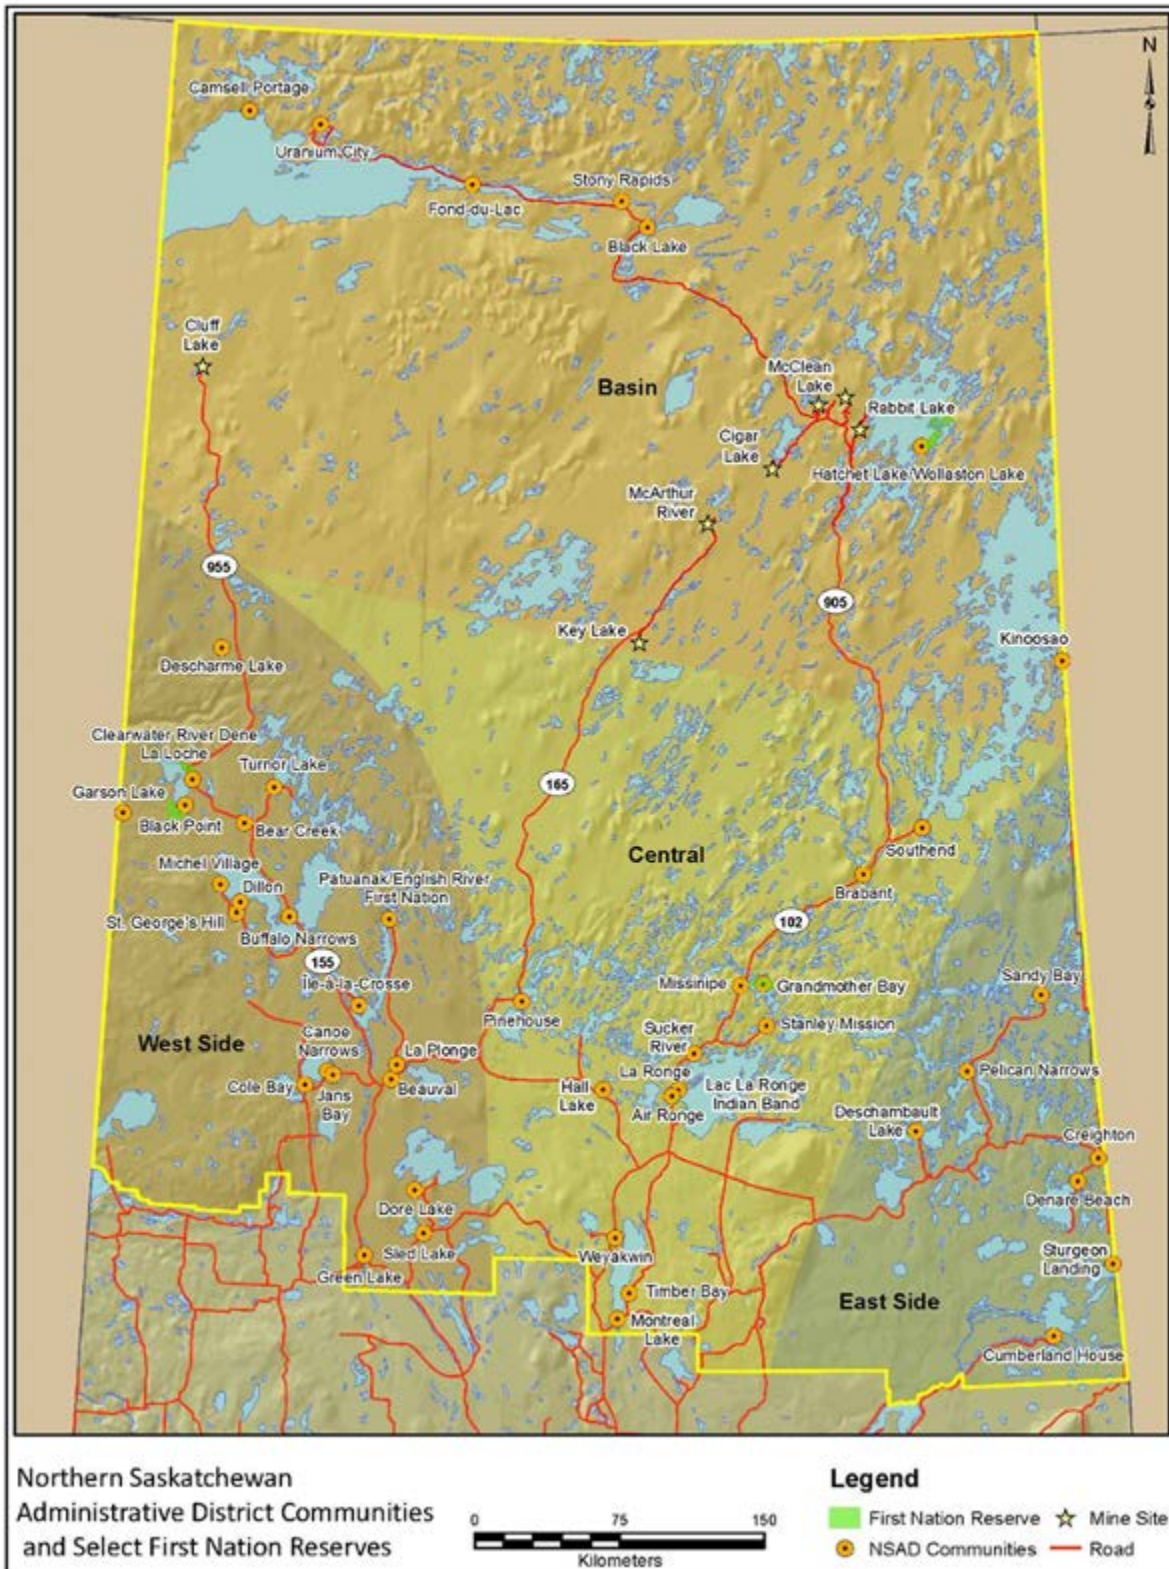 N
Camsell Portage
Uranium City
Stony Rapids
Fond-du-Lac
Black Lake
Cluff
Lake
Basin
McClean
Lake
Rabbit Lake
Cigar
Lake
Hatchet Lake/Wollaston Lake
McArthur
River
955
905
Key Lake
Kinoosao
Descharme Lake
Clearwater River Dene
La Loche
Turnor Lake
165
Garson Lake
Black Point
Bear Creek
Southend
Central
Michel Village
Dillon
Patuanak/English River
First Nation
Brabant
St. George's Hill
102
Buffalo Narrows
155
Île-à-la-Crosse
Missinipe
Grandmother Bay
Sandy Bay
Pinehouse
Stanley Mission
West Side
Canoe
Narrows
Sucker
River
La Plonge
La Ronge
Pelican Narrows
Cole Bay
Jans
Bay
Beauval
Hall
Lake
Lac La Ronge
Indian Band
Air Ronge
Deschambault
Lake
Creighton
Dore Lake
Denare Beach
Sled Lake
Weyakwin
Green Lake
Sturgeon
Landing
Timber Bay
East Side
Montreal
Lake
Cumberland House
Northern Saskatchewan
Administrative District Communities
and Select First Nation Reserves
0 75 150
Kilometers
Legend
First Nation Reserve
Mine Site
NSAD Communities
Road